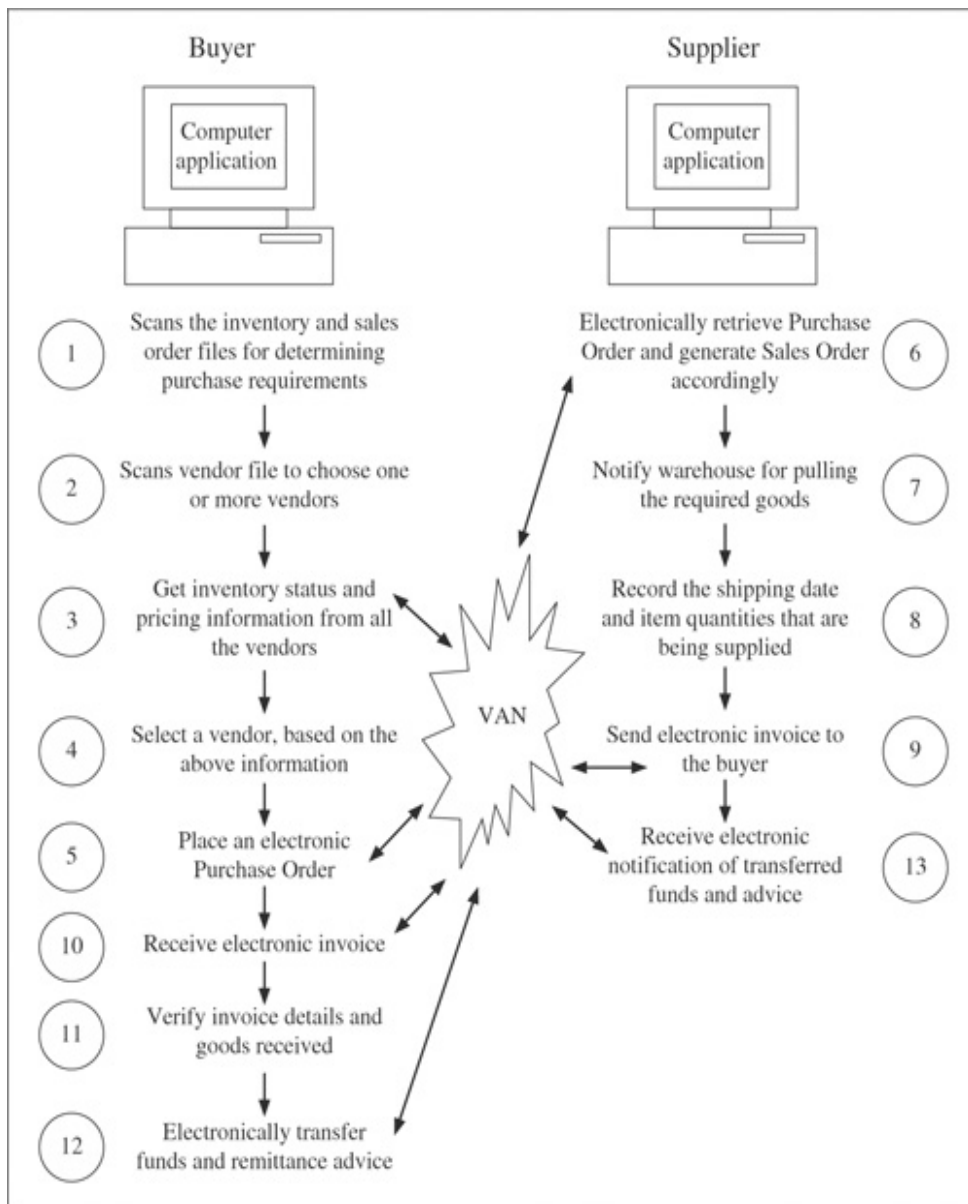 Buyer
Supplier
Computer
application
Computer
application
1
Scans the inventory and sales
order files for determining
purchase requirements
2
Scans vendor file to choose one
or more vendors
3
Get inventory status and
pricing information from all
the vendors
4
Select a vendor, based on the
above information
5
Place an electronic
Purchase Order
10
Receive electronic invoice
11
Verify invoice details and
goods received
12
Electronically transfer
funds and remittance advice
VAN
Electronically retrieve Purchase
Order and generate Sales Order
accordingly
6
Notify warehouse for pulling
the required goods
7
Record the shipping date
and item quantities that are
being supplied
8
Send electronic invoice to
the buyer
9
Receive electronic
notification of transferred
funds and advice
13